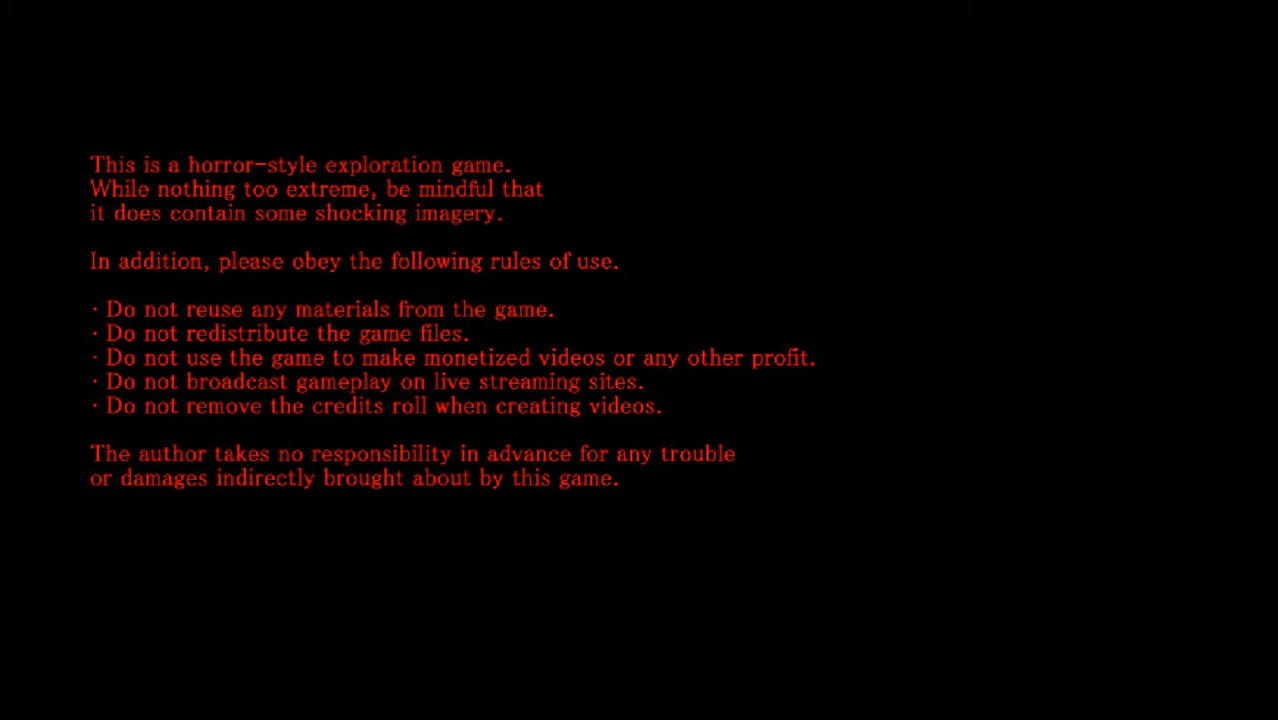 This is a horror-style exploration game.
While nothing too extreme, be mindful that
it does contain some shocking imagery.
In addition, please obey the following rules of use.
· Do not reuse any materials from the game.
· Do not redistribute the game files.
· Do not use the game to make monetized videos or any other profit.
· Do not broadcast gameplay on live streaming sites.
· Do not remove the credits roll when creating videos.
The author takes no responsibility in advance for any trouble
or damages indirectly brought about by this game.